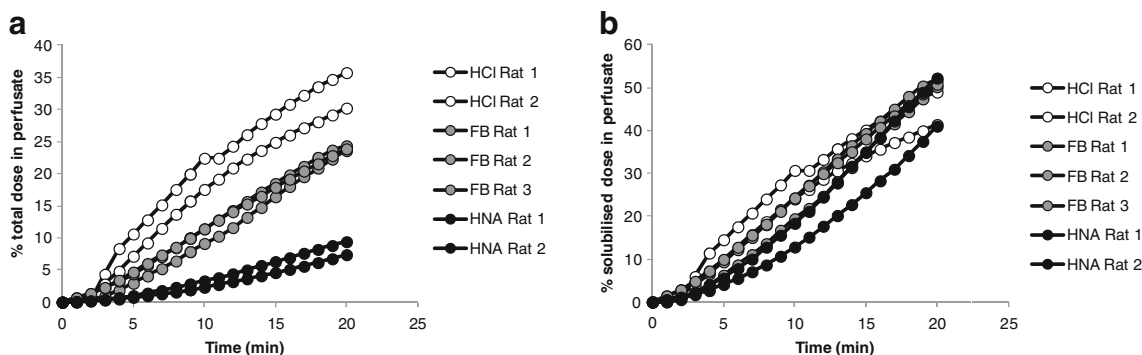 a
% total dose in perfusate
40
35
30
25
20
15
10
5
0
0 5 10 15 20 25
Time (min)
HCl Rat 1
HCl Rat 2
FB Rat 1
FB Rat 2
FB Rat 3
HNA Rat 1
HNA Rat 2
b
% solubilised dose in perfusate
60
50
40
30
20
10
0
0 5 10 15 20 25
Time (min)
HCl Rat 1
HCl Rat 2
FB Rat 1
FB Rat 2
FB Rat 3
HNA Rat 1
HNA Rat 2